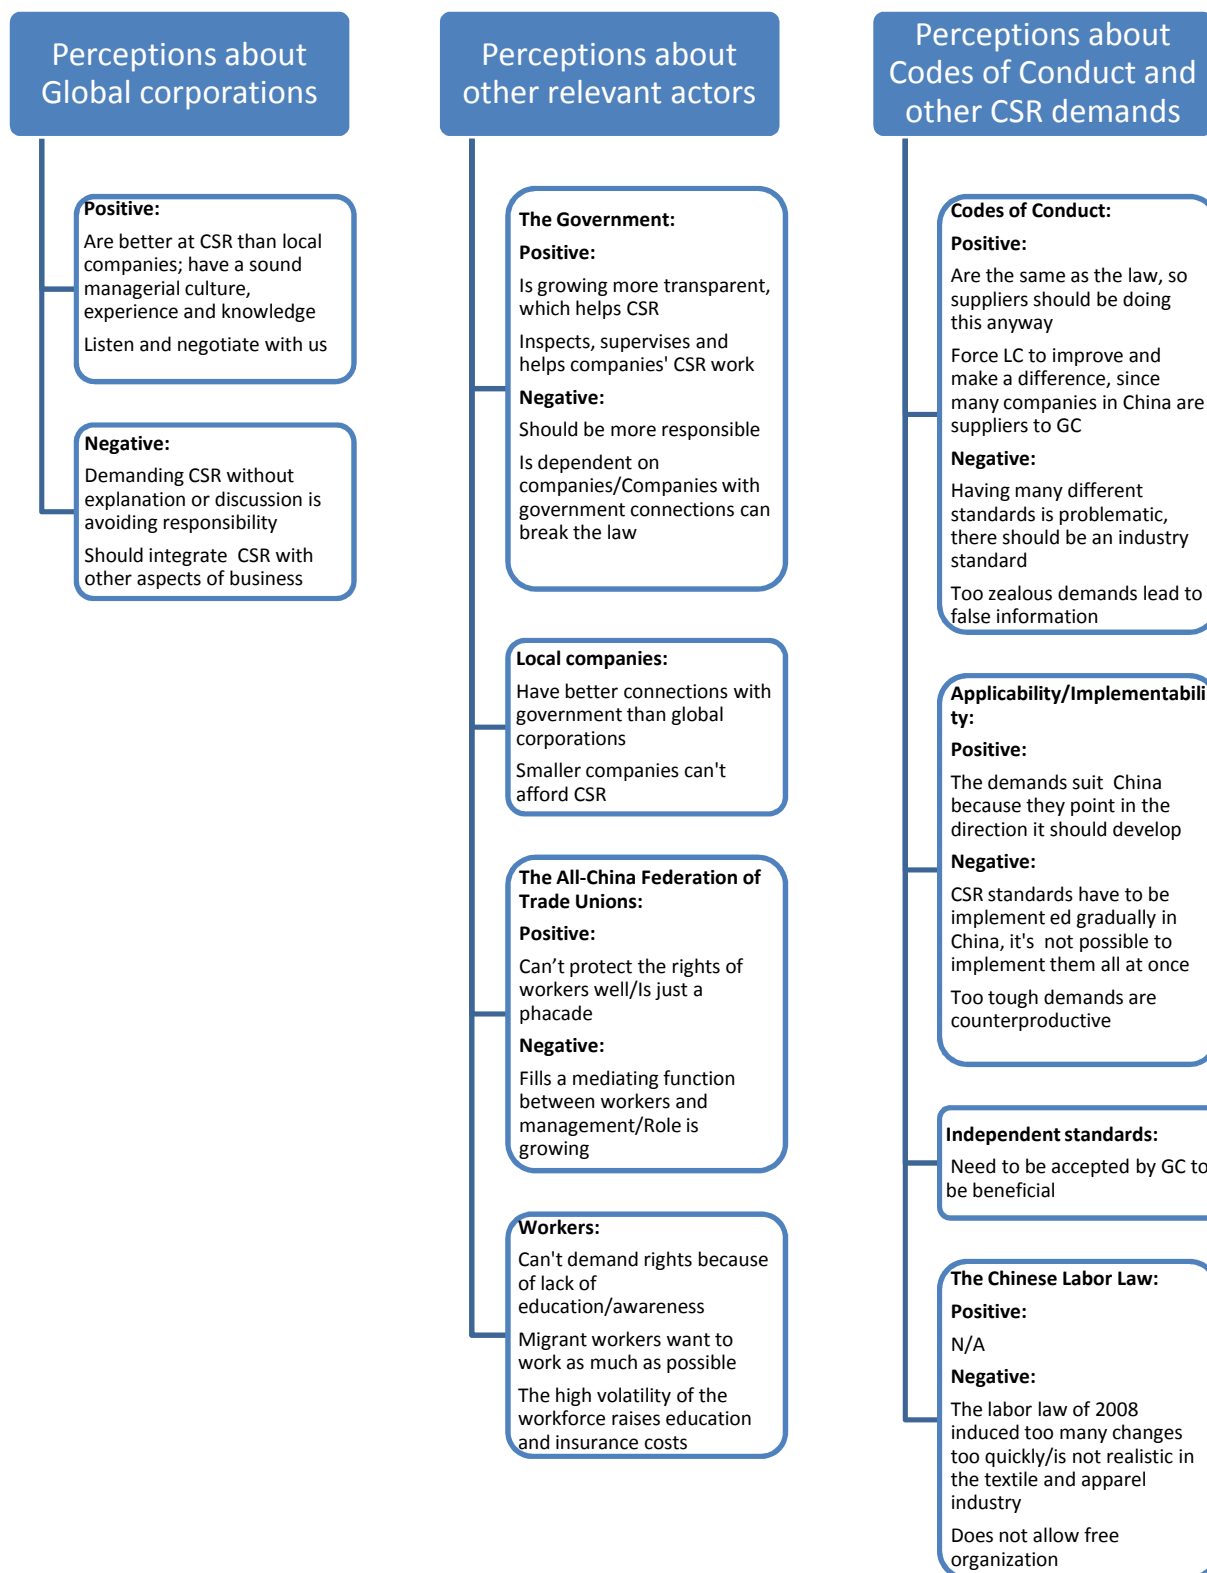 Perceptions about
Global corporations
Positive:
Are better at CSR than local
companies; have a sound
managerial culture,
experience and knowledge
Listen and negotiate with us
Negative:
Demanding CSR without
explanation or discussion is
avoiding responsibility
Should integrate  CSR with
other aspects of business
Perceptions about
other relevant actors
The Government:
Positive:
Is growing more transparent,
which helps CSR
Inspects, supervises and
helps companies' CSR work
Negative:
Should be more responsible
Is dependent on
companies/Companies with
government connections can
break the law
Local companies:
Have better connections with
government than global
corporations
Smaller companies can't
afford CSR
The All-China Federation of
Trade Unions:
Positive:
Can’t protect the rights of
workers well/Is just a
phacade
Negative:
Fills a mediating function
between workers and
management/Role is
growing
Workers:
Can't demand rights because
of lack of
education/awareness
Migrant workers want to
work as much as possible
The high volatility of the
workforce raises education
and insurance costs
Perceptions about
Codes of Conduct and
other CSR demands
Codes of Conduct:
Positive:
Are the same as the law, so
suppliers should be doing
this anyway
Force LC to improve and
make a difference, since
many companies in China are
suppliers to GC
Negative:
Having many different
standards is problematic,
there should be an industry
standard
Too zealous demands lead to
false information
Applicability/Implementabili
ty:
Positive:
The demands suit  China
because they point in the
direction it should develop
Negative:
CSR standards have to be
implement ed gradually in
China, it's  not possible to
implement them all at once
Too tough demands are
counterproductive
Independent standards:
Need to be accepted by GC to
be beneficial
The Chinese Labor Law:
Positive:
N/A
Negative:
The labor law of 2008
induced too many changes
too quickly/is not realistic in
the textile and apparel
industry
Does not allow free
organization